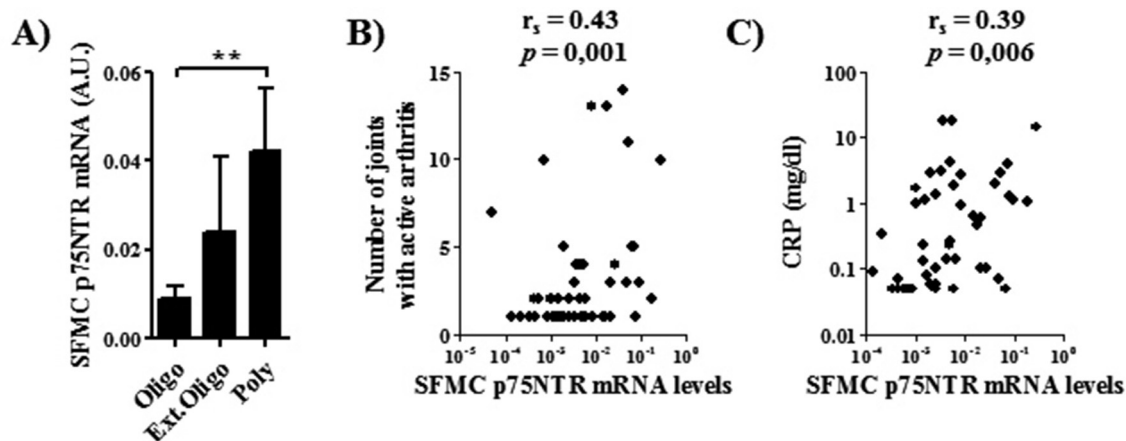 A)
SFMC p75NTR mRNA (A.U.)
0.06
0.04
0.02
0.00
**
Oligo
Ext.Oligo
Poly
B)
rs = 0.43
p = 0,001
Number of joints
with active arthritis
15
10
5
0
10-5
10-4
10-3
10-2
10-1
100
SFMC p75NTR mRNA levels
C)
rs = 0.39
p = 0,006
CRP (mg/dl)
100
10
1
0.1
0.01
10-4
10-3
10-2
10-1
100
SFMC p75NTR mRNA levels